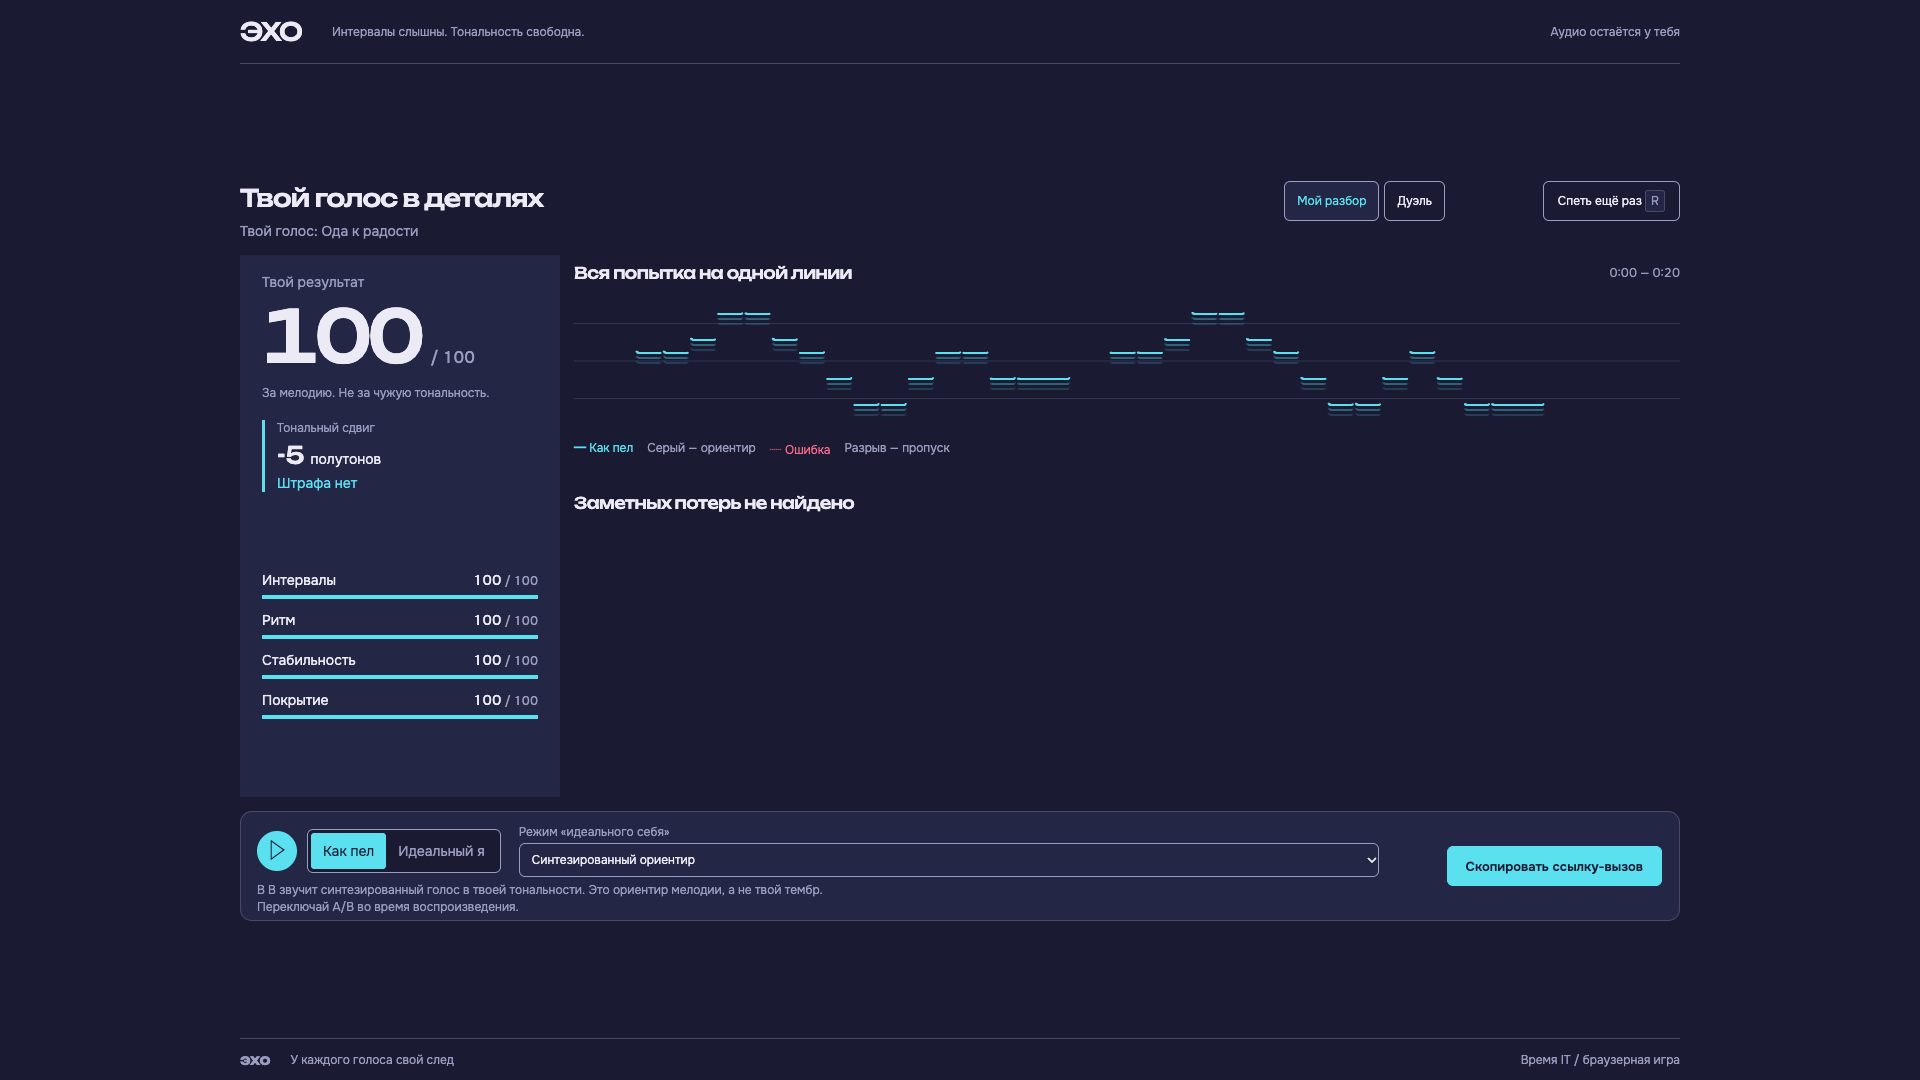 ЭХО
Интервалы слышны. Тональность свободна.
Аудио остаётся у тебя
Твой голос в деталях
Твой голос: Ода к радости
Мой разбор
Дуэль
Спеть ещё раз R
Твой результат
100 / 100
За мелодию. Не за чужую тональность.
Тональный сдвиг
-5 полутонов
Штрафа нет
Интервалы 100 / 100
Ритм 100 / 100
Стабильность 100 / 100
Покрытие 100 / 100
Вся попытка на одной линии
0:00 – 0:20
Как пел
Серый – ориентир
Ошибка
Разрыв – пропуск
Заметных потерь не найдено
Как пел
Идеальный я
Режим «идеального себя»
Синтезированный ориентир
В B звучит синтезированный голос в твоей тональности. Это ориентир мелодии, а не твой тембр.
Переключай A/B во время воспроизведения.
Скопировать ссылку-вызов
ЭХО
У каждого голоса свой след
Время IT / браузерная игра